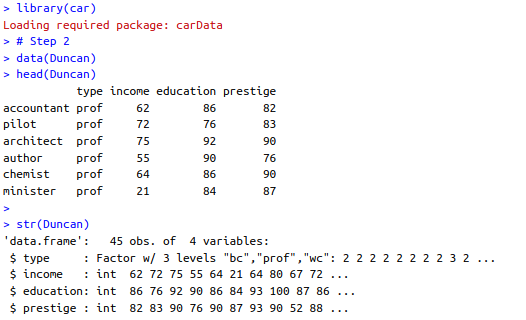 > library(car)
Loading required package: carData
> # Step 2
> data(Duncan)
> head(Duncan)
           type income education prestige
accountant prof     62        86       82
pilot      prof     72        76       83
architect  prof     75        92       90
author     prof     55        90       76
chemist    prof     64        86       90
minister   prof     21        84       87
>
> str(Duncan)
'data.frame':   45 obs. of  4 variables:
 $ type     : Factor w/ 3 levels "bc","prof","wc": 2 2 2 2 2 2 2 2 3 2 ...
 $ income   : int  62 72 75 55 64 21 64 80 67 72 ...
 $ education: int  86 76 92 90 86 84 93 100 87 86 ...
 $ prestige : int  82 83 90 76 90 87 93 90 52 88 ...